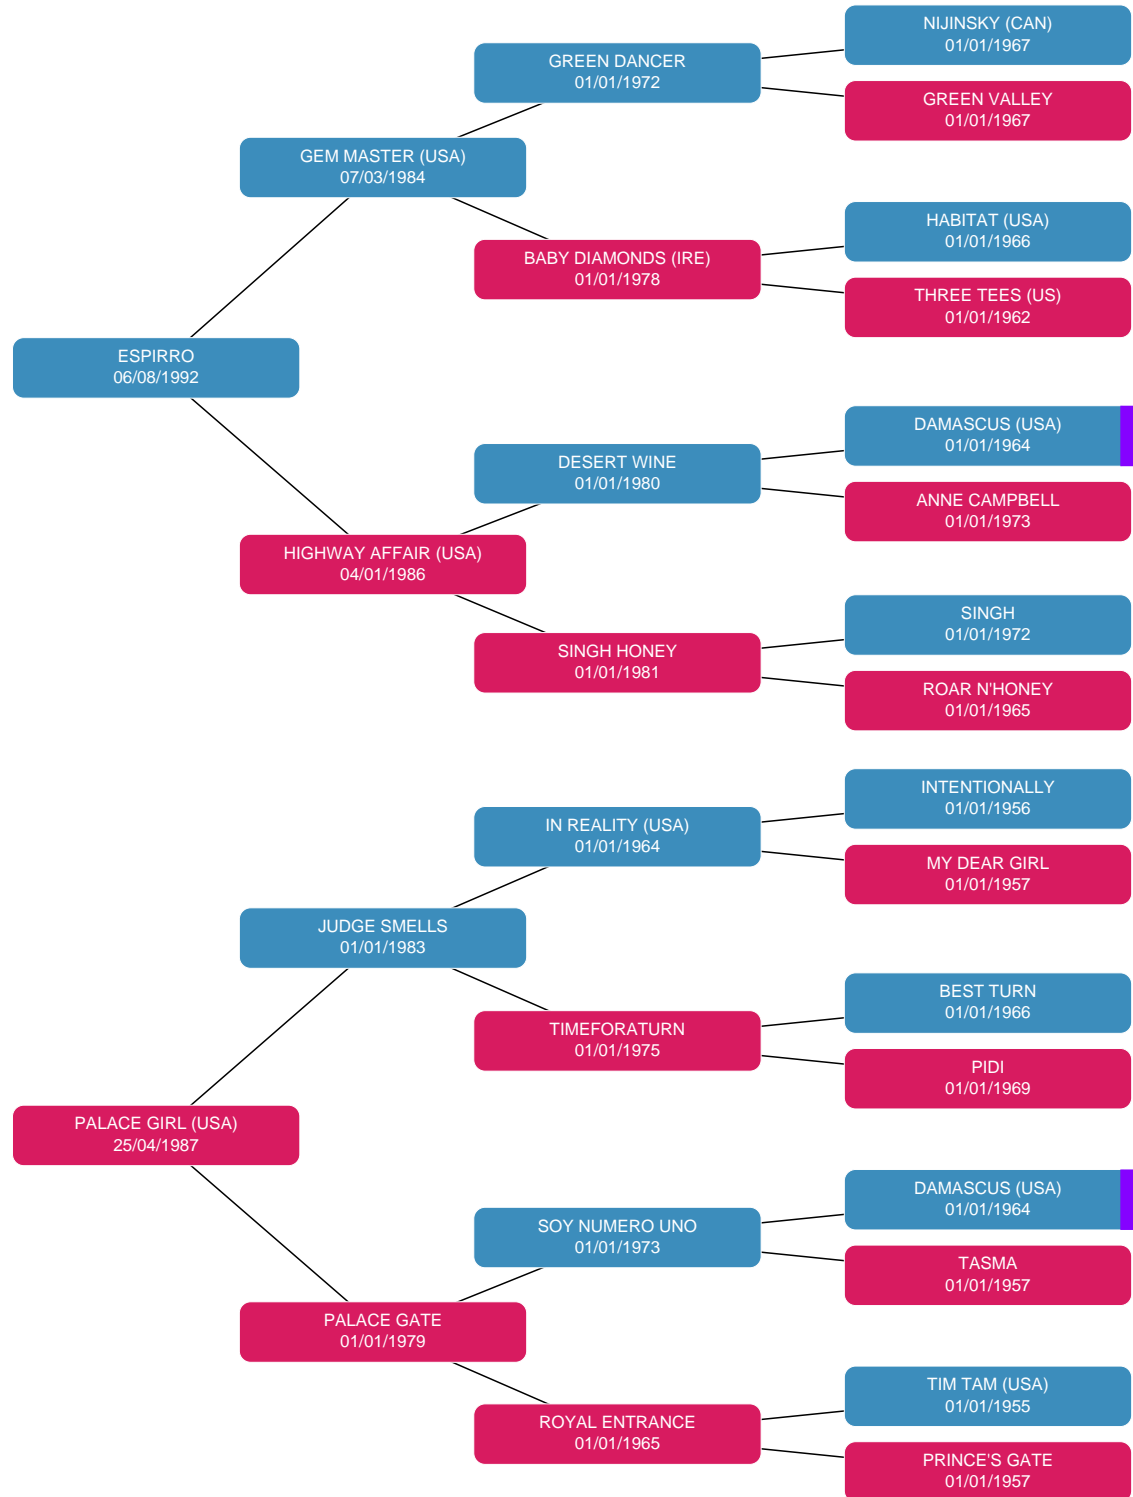 NIJINSKY (CAN)
01/01/1967
GREEN DANCER
01/01/1972
GREEN VALLEY
01/01/1967
GEM MASTER (USA)
07/03/1984
HABITAT (USA)
01/01/1966
BABY DIAMONDS (IRE)
01/01/1978
THREE TEES (US)
01/01/1962
ESPIRRO
06/08/1992
DAMASCUS (USA)
01/01/1964
DESERT WINE
01/01/1980
ANNE CAMPBELL
01/01/1973
HIGHWAY AFFAIR (USA)
04/01/1986
SINGH
01/01/1972
SINGH HONEY
01/01/1981
ROAR N'HONEY
01/01/1965
INTENTIONALLY
01/01/1956
IN REALITY (USA)
01/01/1964
MY DEAR GIRL
01/01/1957
JUDGE SMELLS
01/01/1983
BEST TURN
01/01/1966
TIMEFORATURN
01/01/1975
PIDI
01/01/1969
PALACE GIRL (USA)
25/04/1987
DAMASCUS (USA)
01/01/1964
SOY NUMERO UNO
01/01/1973
TASMA
01/01/1957
PALACE GATE
01/01/1979
TIM TAM (USA)
01/01/1955
ROYAL ENTRANCE
01/01/1965
PRINCE'S GATE
01/01/1957